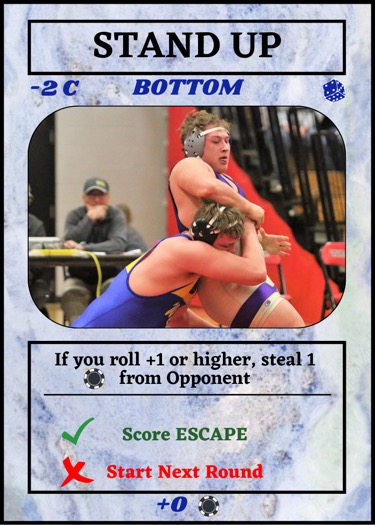 STAND UP
-2 C BOTTOM
If you roll +1 or higher, steal 1
from Opponent
Score ESCAPE
Start Next Round
+0